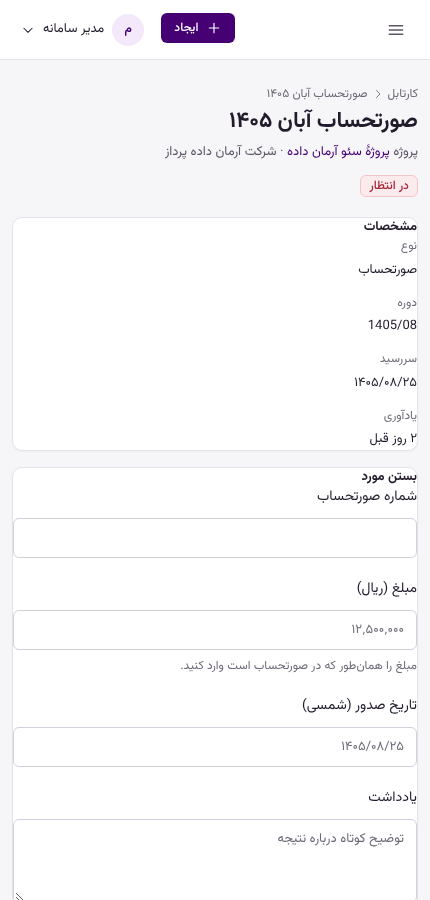 ایجاد
م
مدیر سامانه
کارتابل
صورتحساب آبان ۱۴۰۵
صورتحساب آبان ۱۴۰۵
پروژه پروژهٔ سئو آرمان داده · شرکت آرمان داده پرداز
در انتظار
مشخصات
نوع
صورتحساب
دوره
1405/08
سررسید
۱۴۰۵/۰۸/۲۵
یادآوری
۲ روز قبل
بستن مورد
شماره صورتحساب
مبلغ (ریال)
۱۲,۵۰۰,۰۰۰
مبلغ را همان‌طور که در صورتحساب است وارد کنید.
تاریخ صدور (شمسی)
۱۴۰۵/۰۸/۲۵
یادداشت
توضیح کوتاه درباره نتیجه